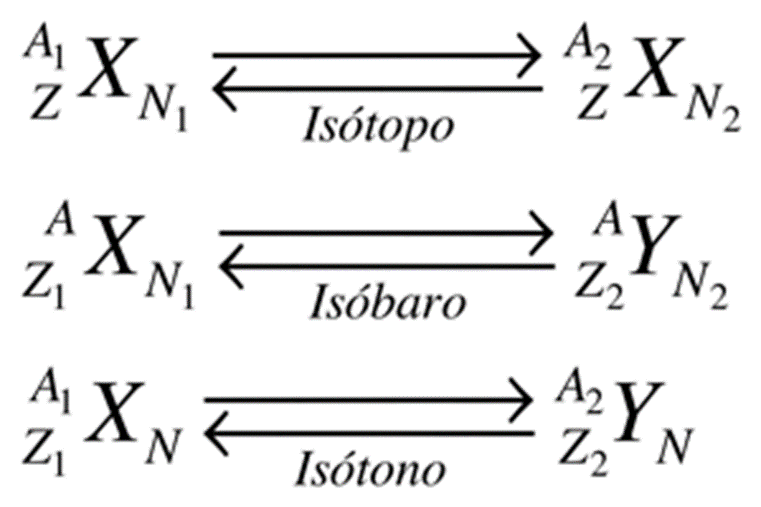 A₁ Z X N₁ ⇄ Isótopo A₂ Z X N₂
A Z₁ X N₁ ⇄ Isóbaro A Z₂ Y N₂
A₁ Z₁ X N ⇄ Isótono A₂ Z₂ Y N